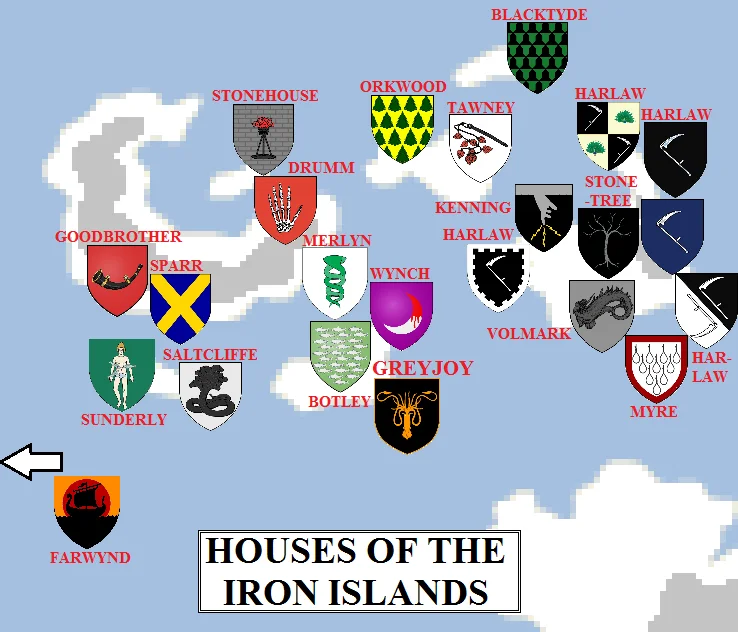 BLACKTYDE
ORKWOOD
HARLAW
STONEHOUSE
TAWNEY
HARLAW
DRUMM
STONE
-TREE
KENNING
GOODBROTHER
MERLYN
HARLAW
SPARR
WYNCH
VOLMARK
SALTCLIFFE
HAR-
LAW
GREYJOY
BOTLEY
MYRE
SUNDERLY
FARWYND
HOUSES OF THE
IRON ISLANDS